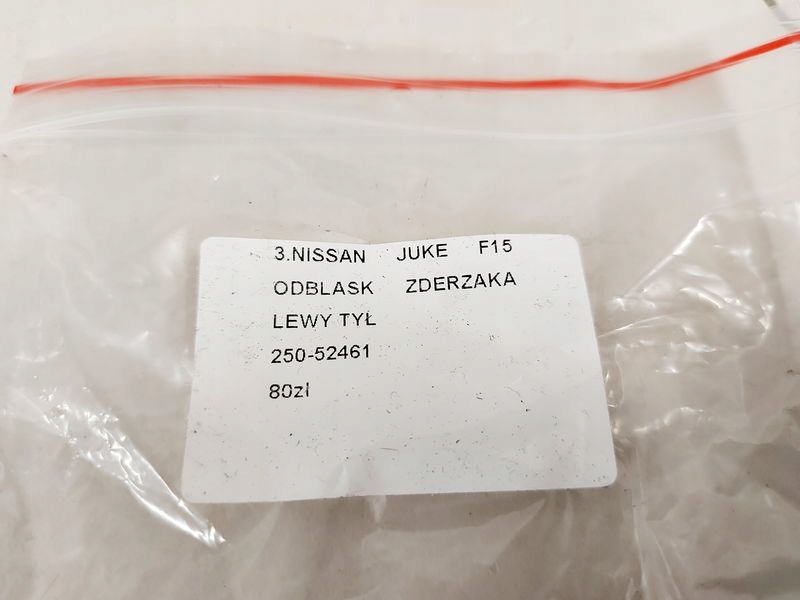 3.NISSAN JUKE F15
ODBLASK ZDERZAKA
LEWY TYŁ
250-52461
80zł